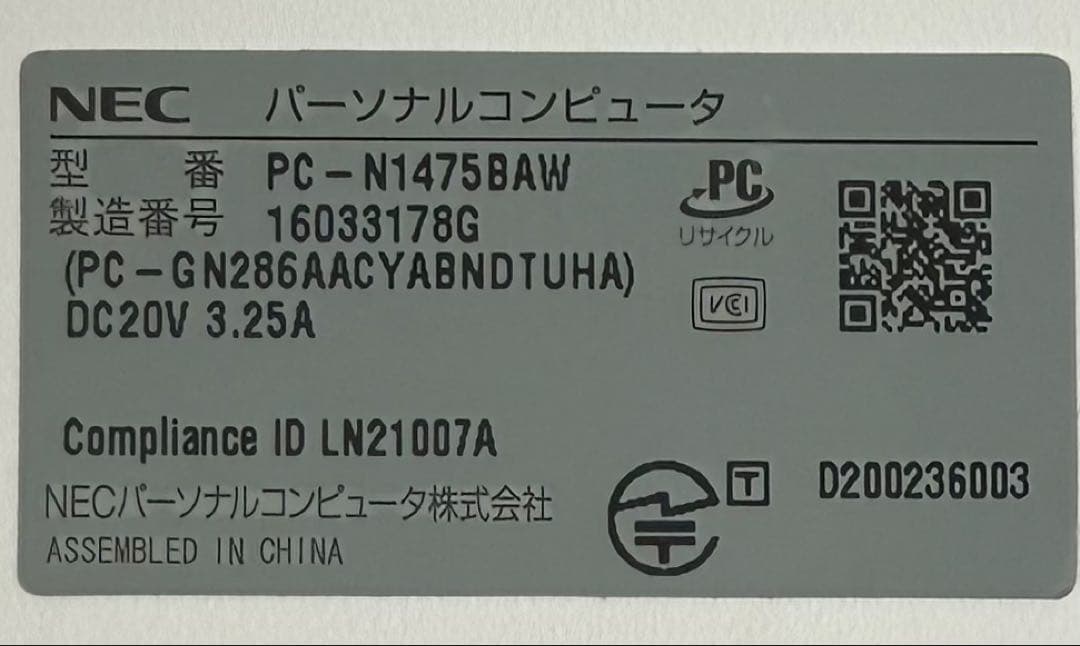 NEC パーソナルコンピュータ
型 番 PC-N1475BAW
製造番号 16033178G
(PC-GN286AACYABNDTUHA)
DC20V 3.25A
PC
リサイクル
VCCI
Compliance ID LN21007A
NECパーソナルコンピュータ株式会社
ASSEMBLED IN CHINA
T D200236003